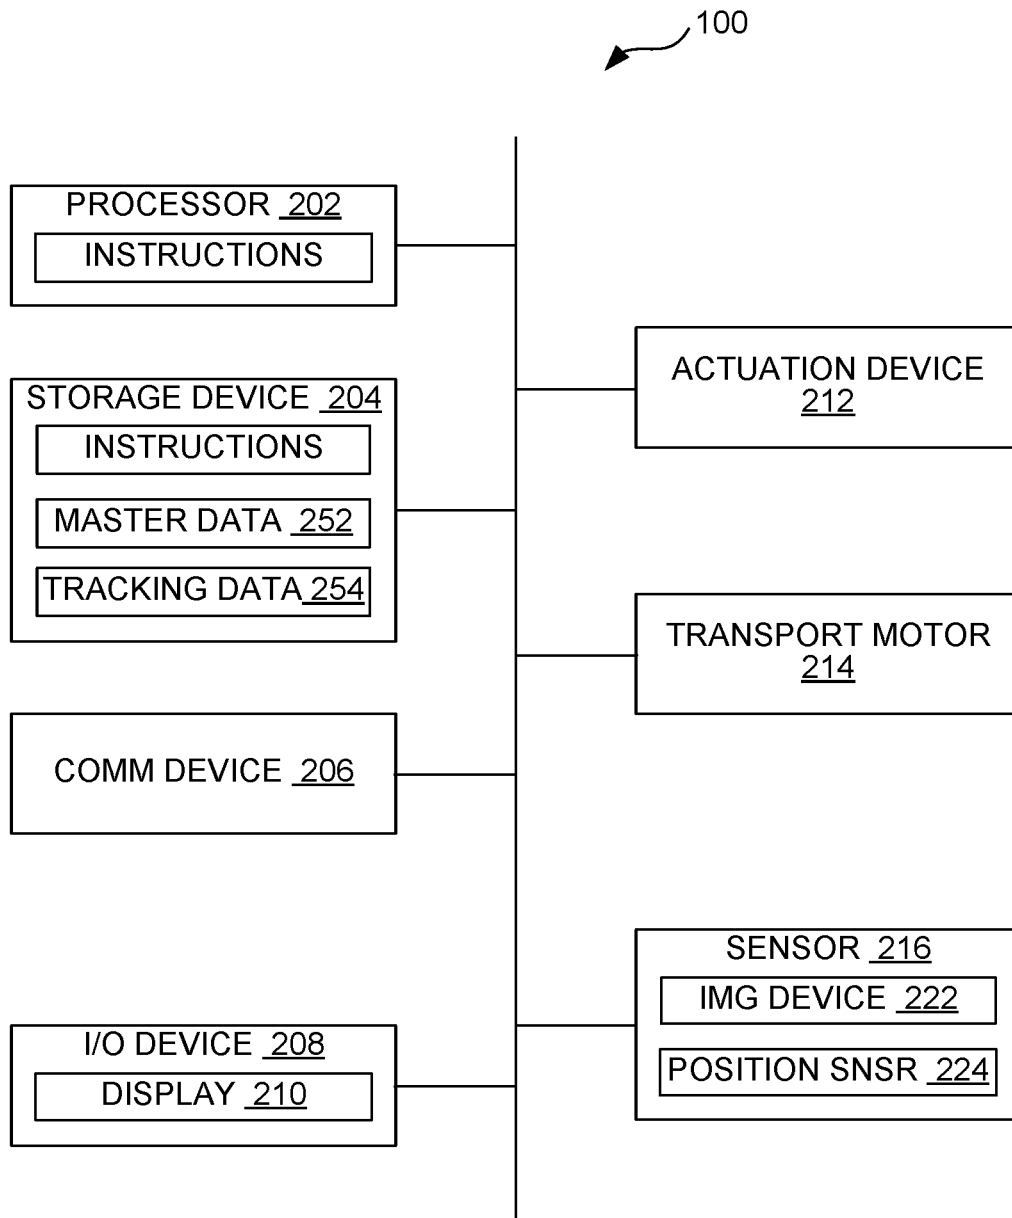 100
PROCESSOR 202
INSTRUCTIONS
STORAGE DEVICE 204
INSTRUCTIONS
MASTER DATA 252
TRACKING DATA 254
COMM DEVICE 206
I/O DEVICE 208
DISPLAY 210
ACTUATION DEVICE
212
TRANSPORT MOTOR
214
SENSOR 216
IMG DEVICE 222
POSITION SNSR 224